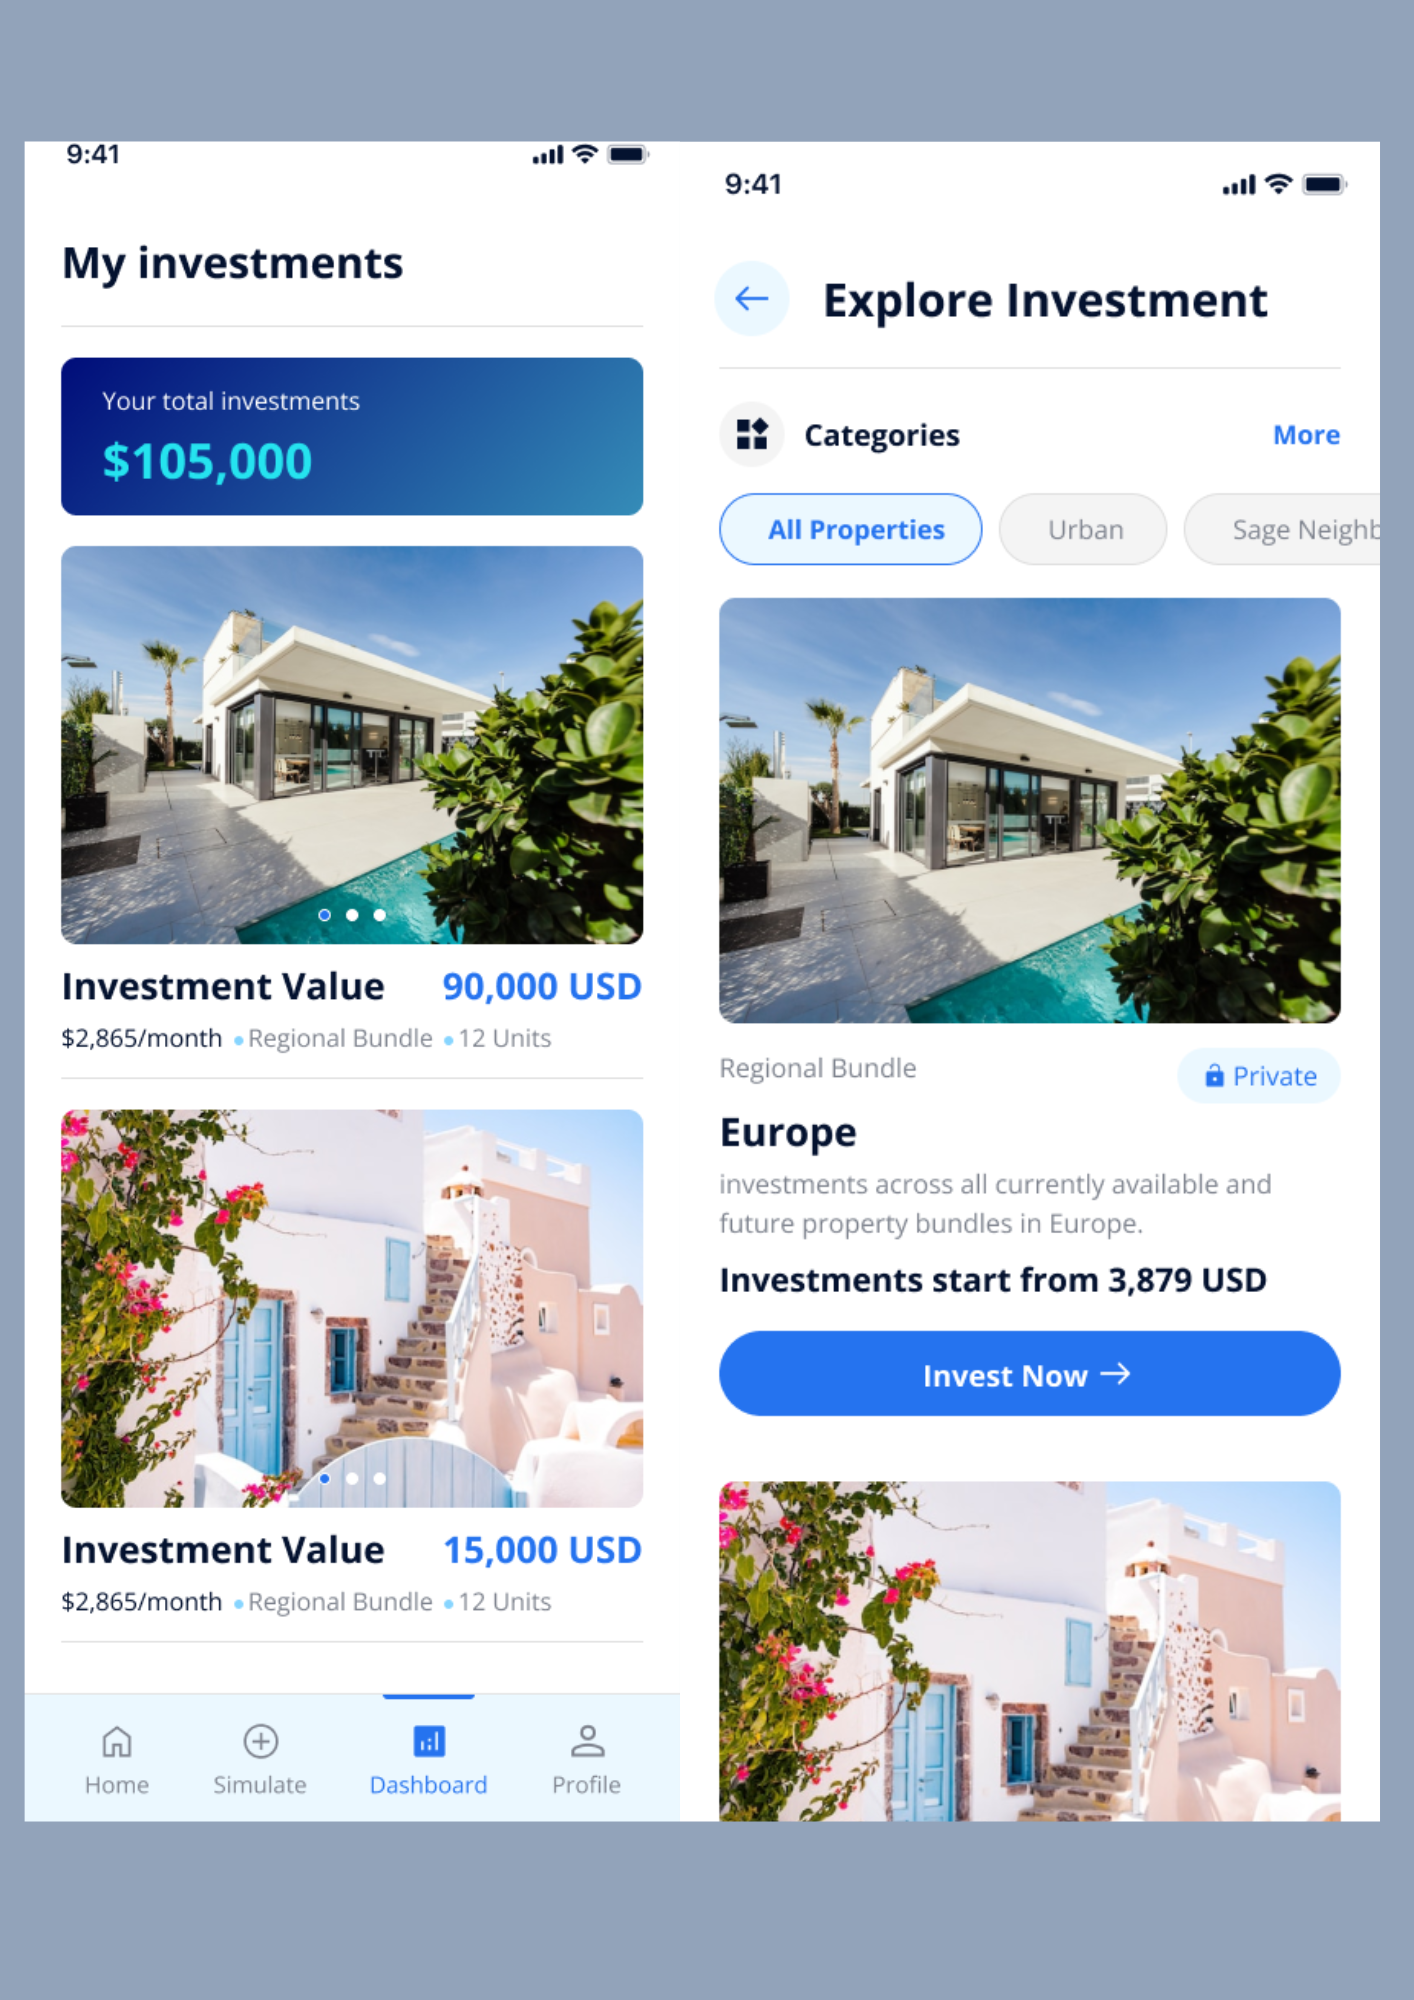 9:41
My investments
Your total investments
$105,000
Investment Value 90,000 USD
$2,865/month • Regional Bundle • 12 Units
Investment Value 15,000 USD
$2,865/month • Regional Bundle • 12 Units
Home Simulate Dashboard Profile
9:41
Explore Investment
Categories More
All Properties Urban Sage Neighb
Regional Bundle Private
Europe
investments across all currently available and
future property bundles in Europe.
Investments start from 3,879 USD
Invest Now →